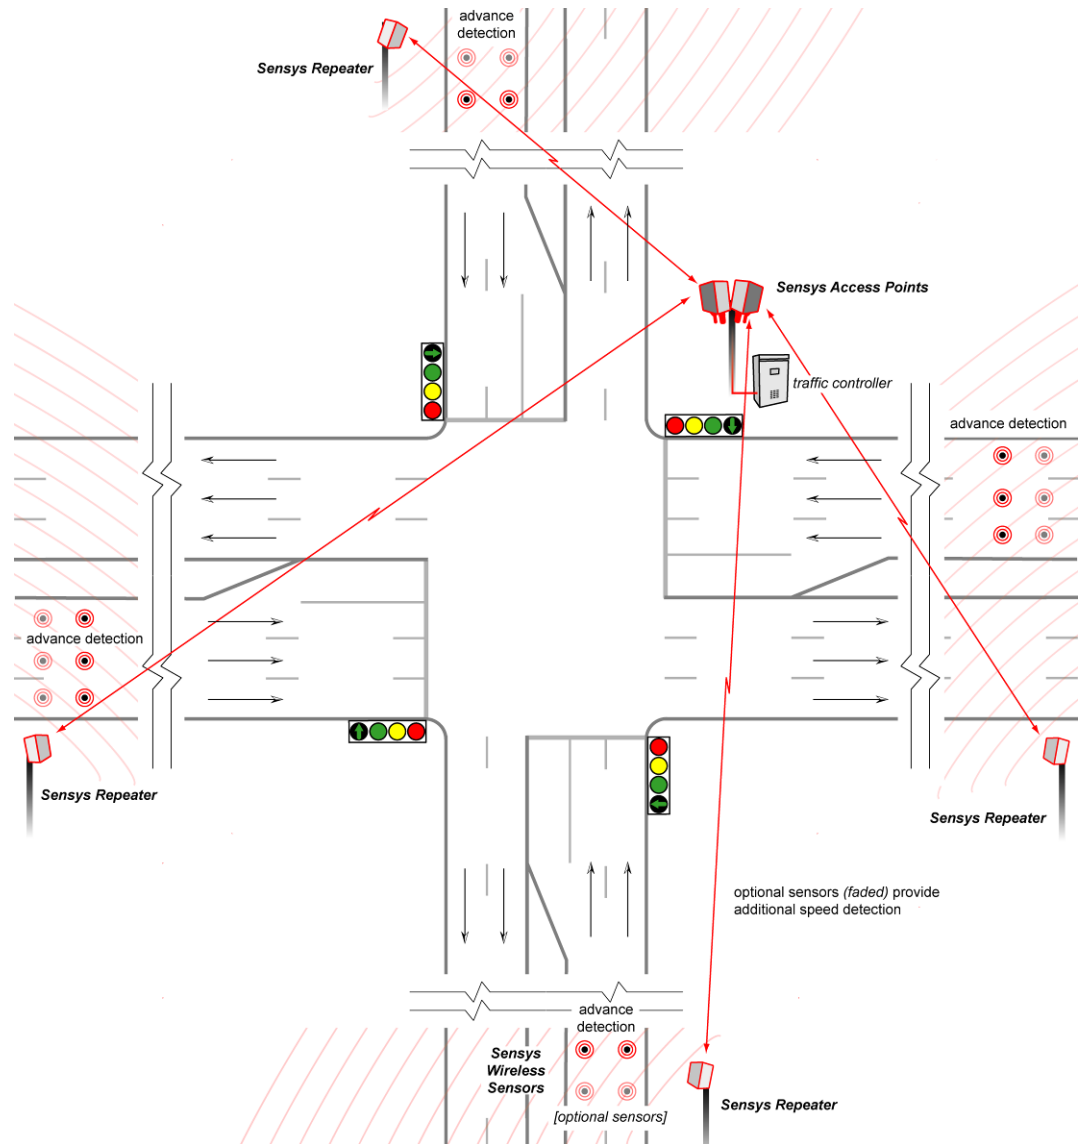 advance
detection
Sensys Repeater
Sensys Access Points
traffic controller
advance detection
advance detection
Sensys Repeater
Sensys Repeater
optional sensors (faded) provide
additional speed detection
advance
detection
Sensys
Wireless
Sensors
[optional sensors]
Sensys Repeater